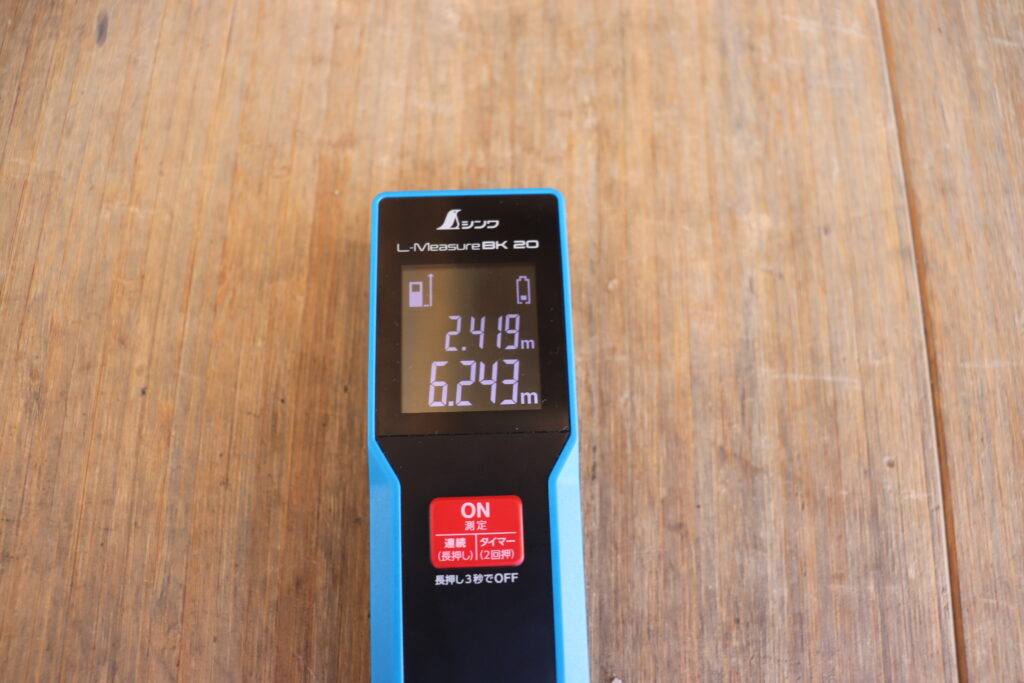 シンワ
L-Measure BK 20
2.419m
6.243m
ON
測定
連続 タイマー
(長押し) (2回押)
長押し3秒でOFF